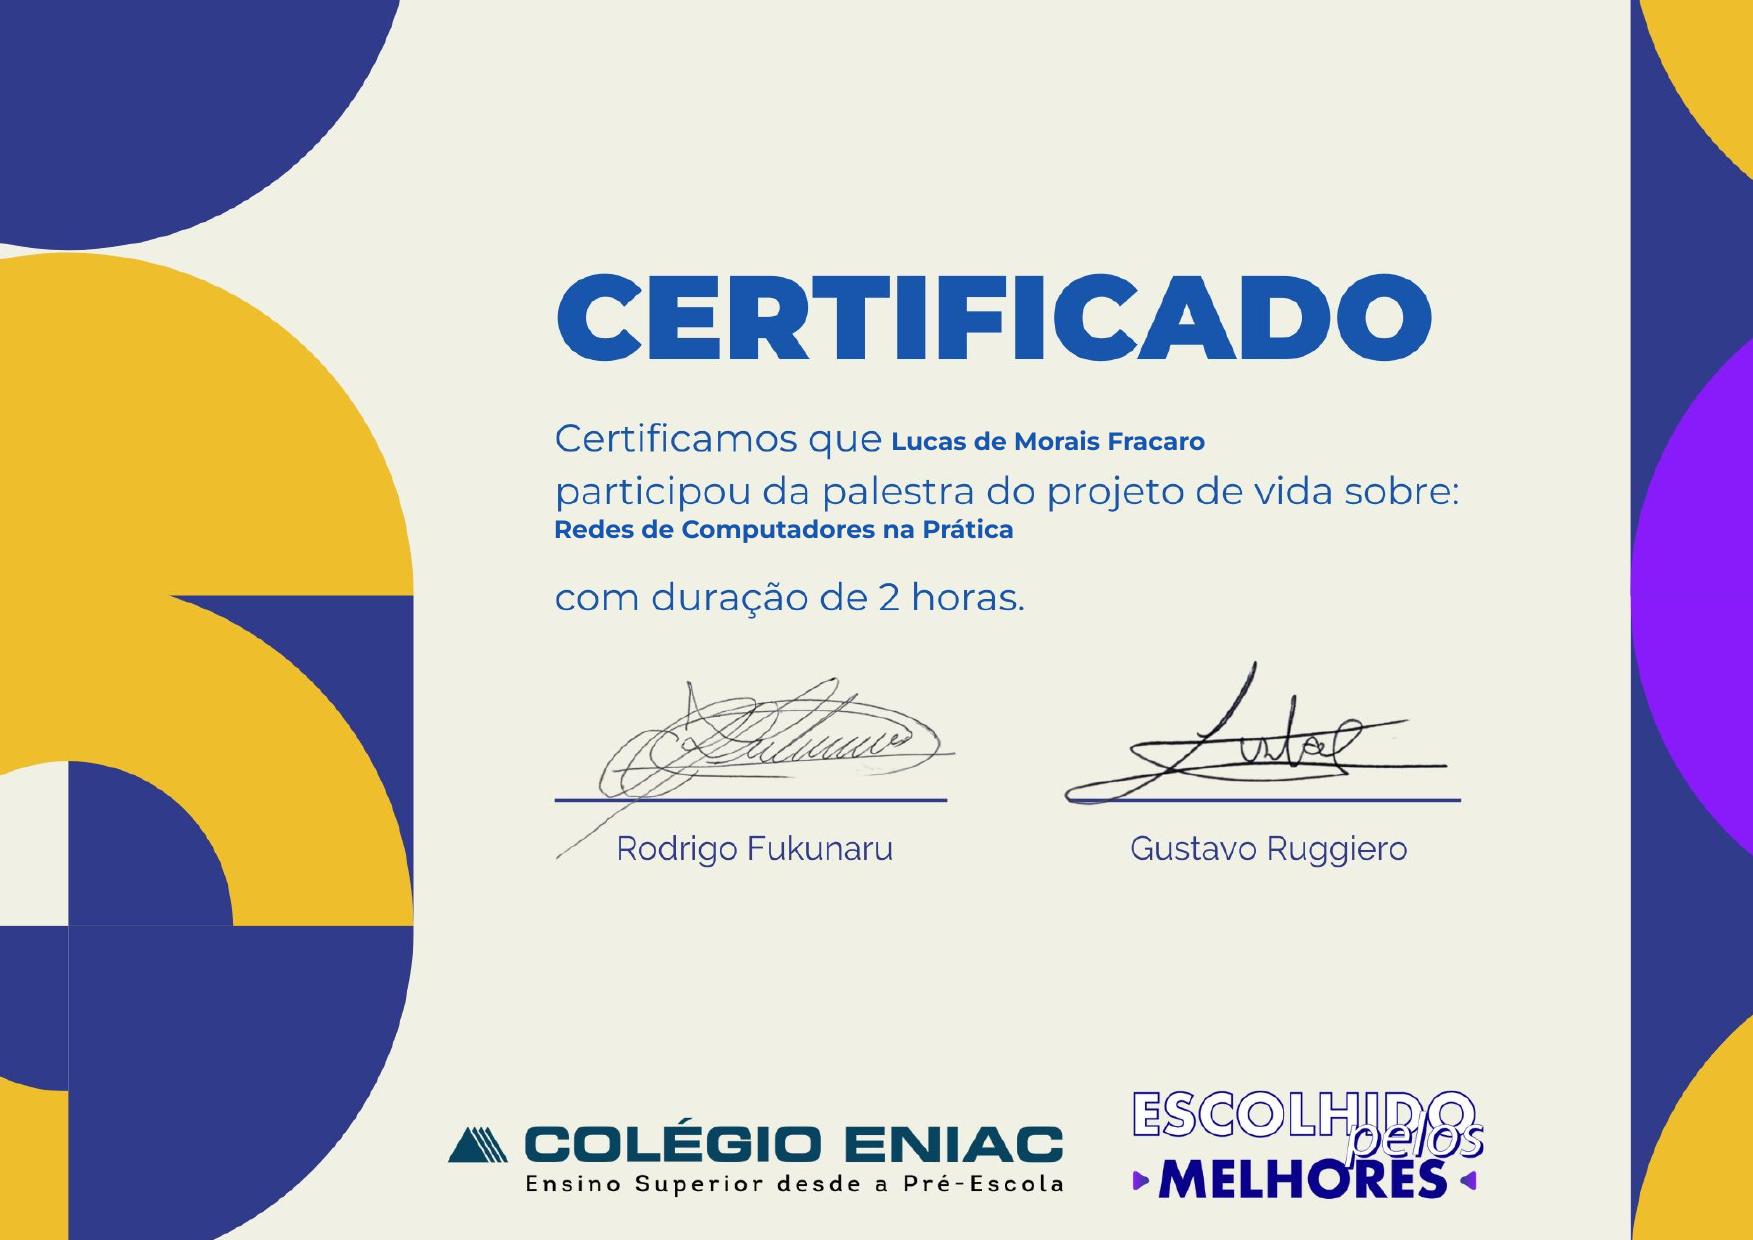 CERTIFICADO
Certificamos que Lucas de Morais Fracaro
participou da palestra do projeto de vida sobre:
Redes de Computadores na Prática
com duração de 2 horas.
Rodrigo Fukunaru
Gustavo Ruggiero
COLÉGIO ENIAC
Ensino Superior desde a Pré-Escola
ESCOLHIDO
pelos
MELHORES